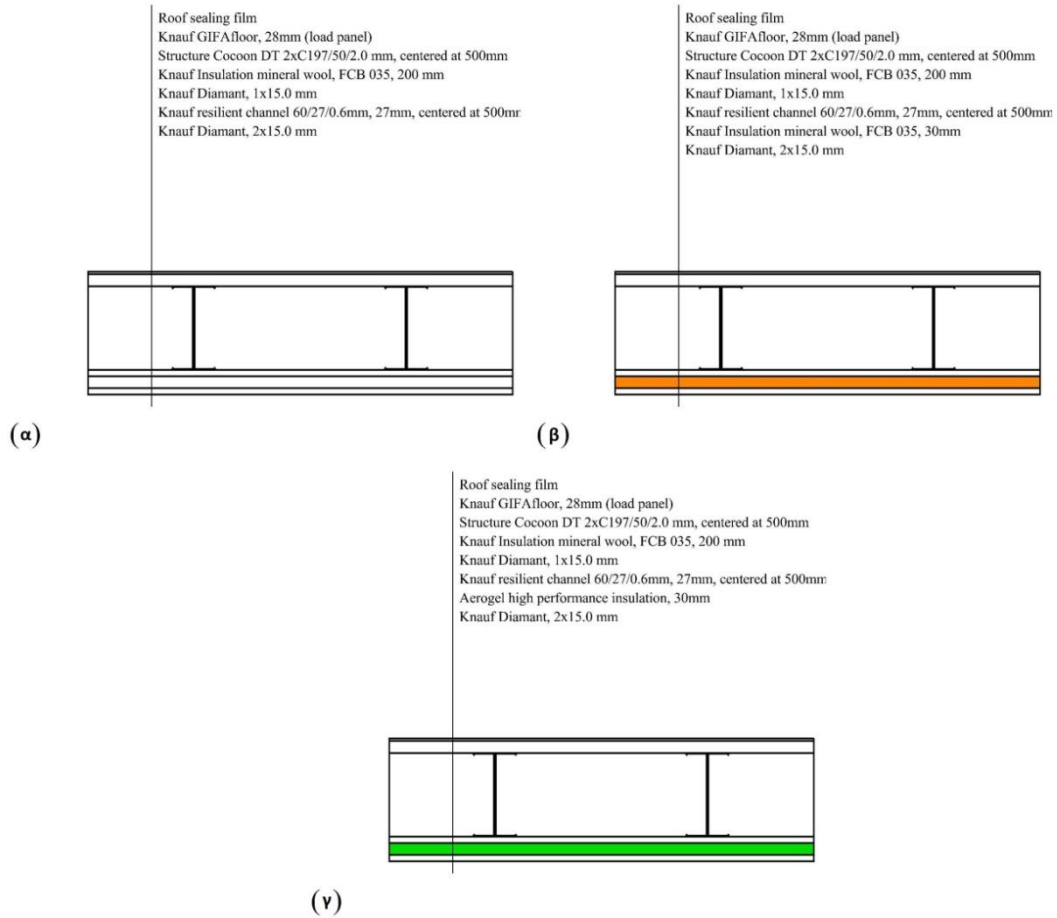 Roof sealing film
Knauf GIFAfloor, 28mm (load panel)
Structure Cocoon DT 2xC197/50/2.0 mm, centered at 500mm
Knauf Insulation mineral wool, FCB 035, 200 mm
Knauf Diamant, 1x15.0 mm
Knauf resilient channel 60/27/0.6mm, 27mm, centered at 500mm
Knauf Diamant, 2x15.0 mm
(α)
Roof sealing film
Knauf GIFAfloor, 28mm (load panel)
Structure Cocoon DT 2xC197/50/2.0 mm, centered at 500mm
Knauf Insulation mineral wool, FCB 035, 200 mm
Knauf Diamant, 1x15.0 mm
Knauf resilient channel 60/27/0.6mm, 27mm, centered at 500mm
Knauf Insulation mineral wool, FCB 035, 30mm
Knauf Diamant, 2x15.0 mm
(β)
Roof sealing film
Knauf GIFAfloor, 28mm (load panel)
Structure Cocoon DT 2xC197/50/2.0 mm, centered at 500mm
Knauf Insulation mineral wool, FCB 035, 200 mm
Knauf Diamant, 1x15.0 mm
Knauf resilient channel 60/27/0.6mm, 27mm, centered at 500mm
Aerogel high performance insulation, 30mm
Knauf Diamant, 2x15.0 mm
(γ)